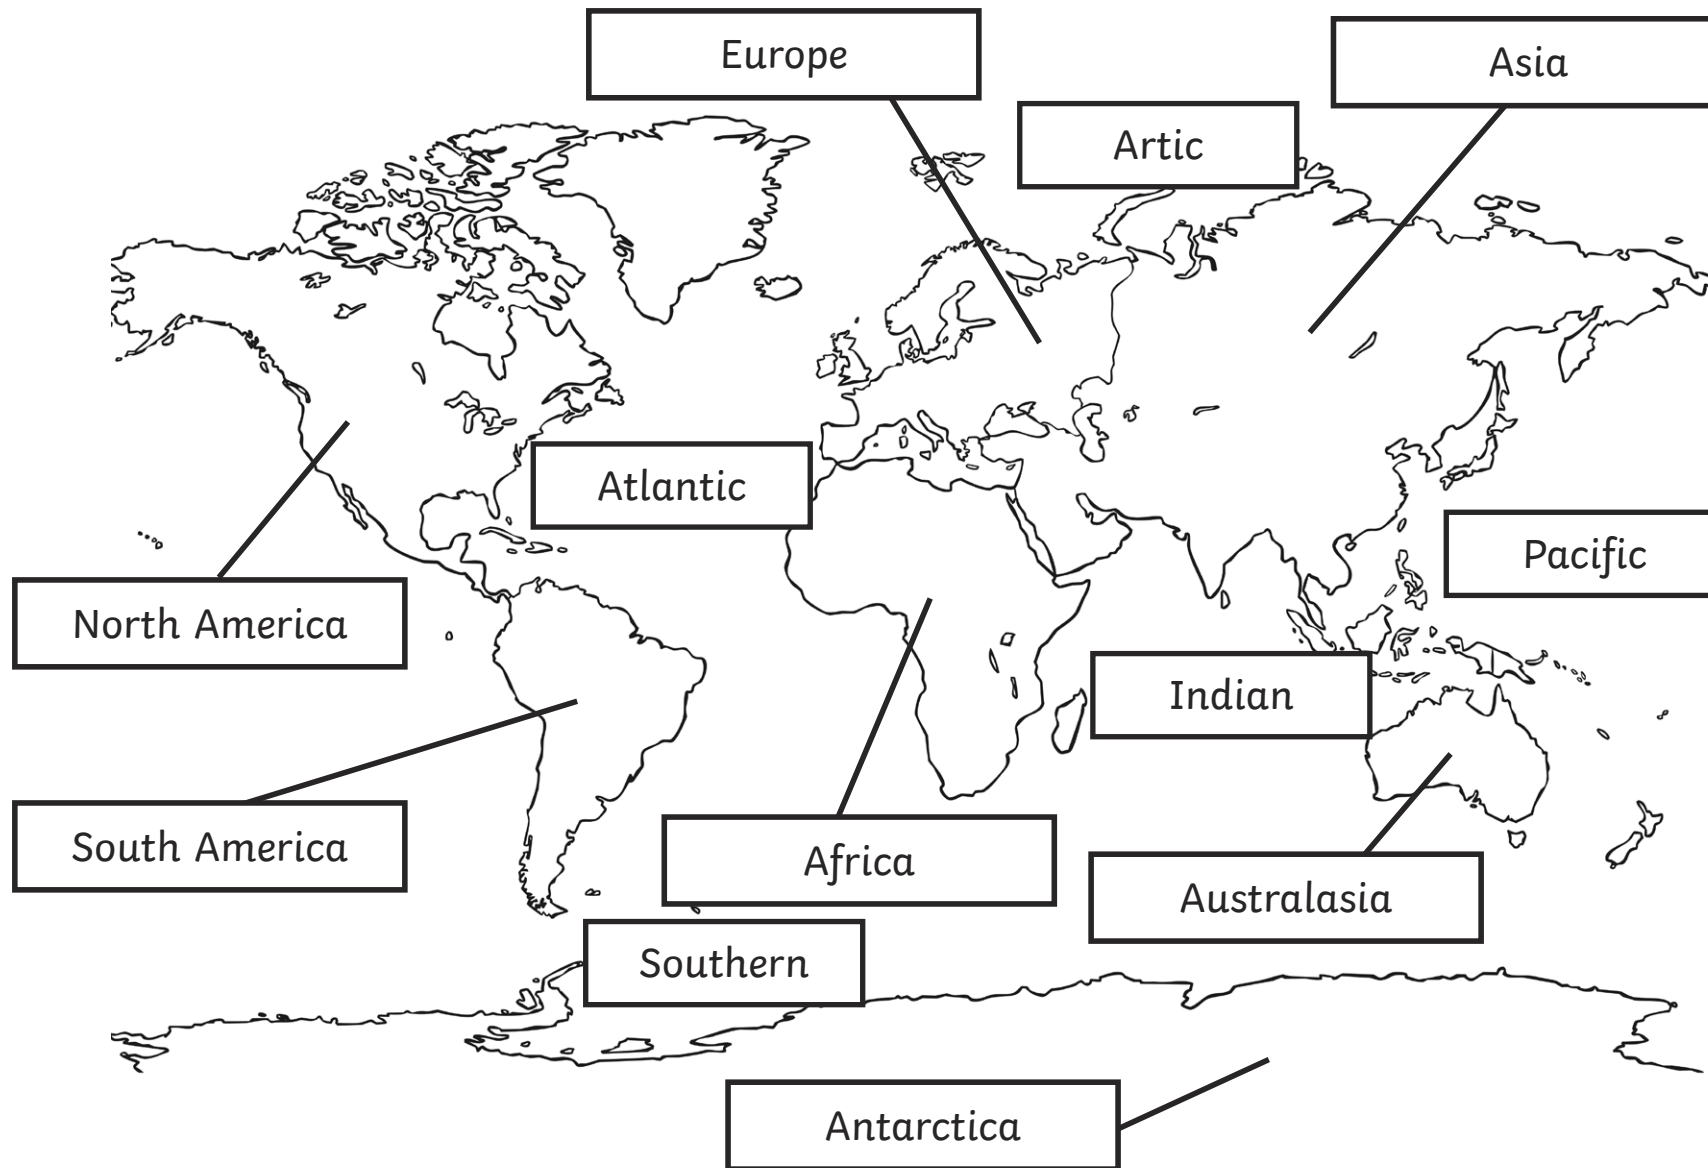 Europe
Asia
Artic
Atlantic
Pacific
North America
Indian
South America
Africa
Australasia
Southern
Antarctica